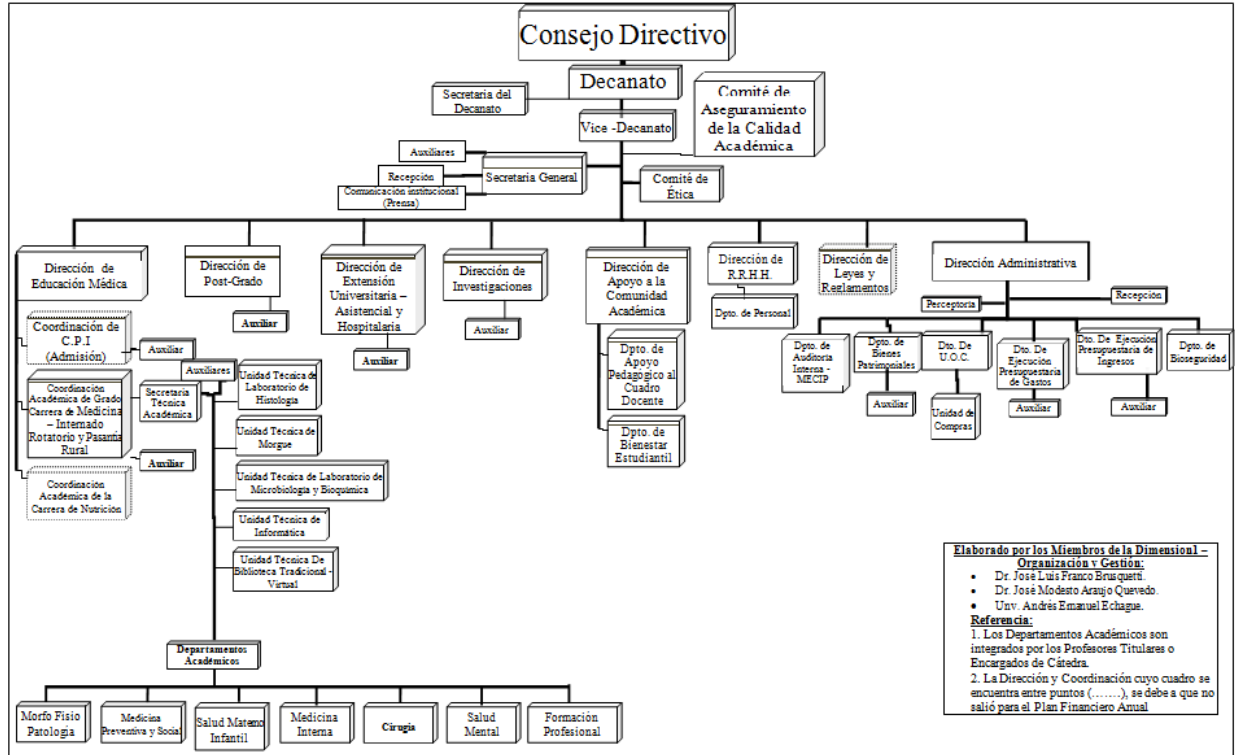 Consejo Directivo
Decanato
Secretaria del
Decanato
Comité de
Aseguramiento
de la Calidad
Académica
Vice -Decanato
Auxiliares
Recepción
Comunicación institucional
(Prensa)
Secretaria General
Comité de
Ética
Dirección de
Educación Médica
Dirección de
Post-Grado
Dirección de
Extensión
Universitaria –
Asistencial y
Hospitalaria
Dirección de
Investigaciones
Dirección de
Apoyo a la
Comunidad
Académica
Dirección de
R.R.H.H.
Dirección de
Leyes y
Reglamentos
Dirección Administrativa
Auxiliar
Auxiliar
Auxiliar
Dpto. de Personal
Perceptoría
Recepción
Coordinación de
C.P.I
(Admisión)
Auxiliar
Auxiliares
Coordinación
Académica de Grado
Carrera de Medicina
– Internado
Rotatorio y Pasantía
Rural
Secretaria
Técnica
Académica
Auxiliar
Coordinación
Académica de la
Carrera de Nutrición
Unidad Técnica de
Laboratorio de
Histología
Unidad Técnica de
Morgue
Unidad Técnica de Laboratorio de
Microbiología y Bioquímica
Unidad Técnica de
Informática
Unidad Técnica De
Biblioteca Tradicional -
Virtual
Dpto. de
Apoyo
Pedagógico al
Cuadro
Docente
Dpto. de
Bienestar
Estudiantil
Dpto. de
Auditoría
Interna -
MECIP
Dpto. de
Bienes
Patrimoniales
Auxiliar
Dto. De
U.O.C.
Unidad de
Compras
Dto. De
Ejecución
Presupuestaria
de Gastos
Auxiliar
Dto. De Ejecución
Presupuestaria de
Ingresos
Auxiliar
Dpto. de
Bioseguridad
Departamentos
Académicos
Morfo Fisio
Patología
Medicina
Preventiva y Social
Salud Materno
Infantil
Medicina
Interna
Cirugía
Salud
Mental
Formación
Profesional
Elaborado por los Miembros de la Dimension1 –
Organización y Gestión:
• Dr. José Luis Franco Brusquetti.
• Dr. José Modesto Araujo Quevedo.
• Unv. Andrés Emanuel Echague.
Referencia:
1. Los Departamentos Académicos son
integrados por los Profesores Titulares o
Encargados de Cátedra.
2. La Dirección y Coordinación cuyo cuadro se
encuentra entre puntos (…….), se debe a que no
salió para el Plan Financiero Anual